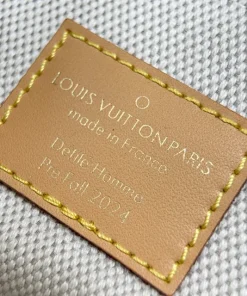 LOUIS VUITTON PARIS
made in France
Défilé Homme
Pre Fall 2024